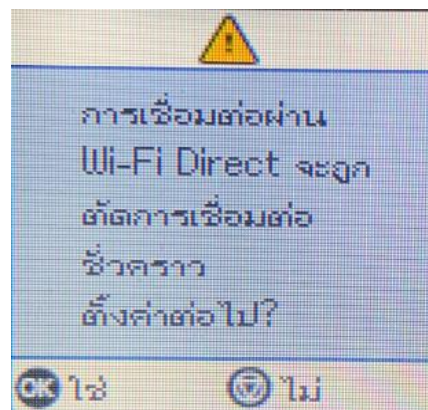 การเชื่อมต่อผ่าน
Wi-Fi Direct จะถูก
ตัดการเชื่อมต่อ
ชั่วคราว
ตั้งค่าต่อไป?
OK ใช่ ไม่